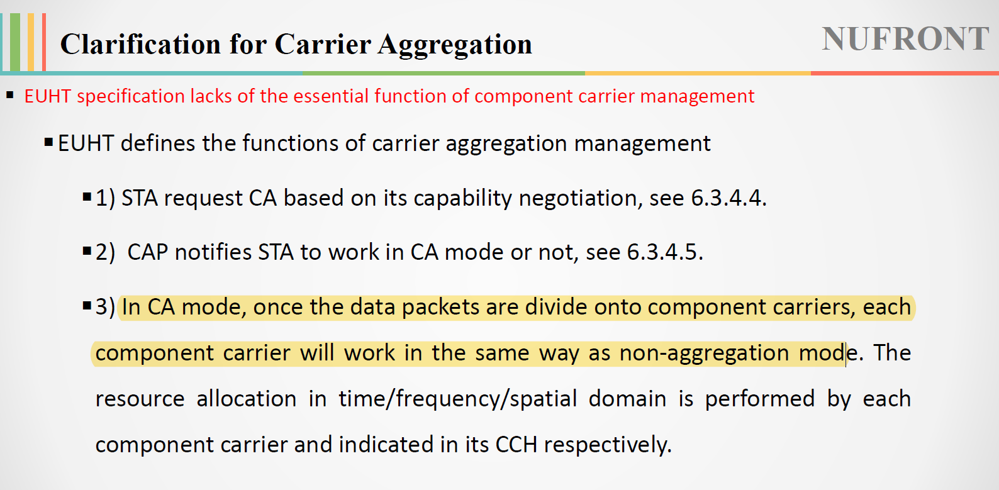 Clarification for Carrier Aggregation
NUFRONT
▪ EUHT specification lacks of the essential function of component carrier management
▪ EUHT defines the functions of carrier aggregation management
▪ 1) STA request CA based on its capability negotiation, see 6.3.4.4.
▪ 2) CAP notifies STA to work in CA mode or not, see 6.3.4.5.
▪ 3) In CA mode, once the data packets are divide onto component carriers, each
component carrier will work in the same way as non-aggregation mode. The
resource allocation in time/frequency/spatial domain is performed by each
component carrier and indicated in its CCH respectively.